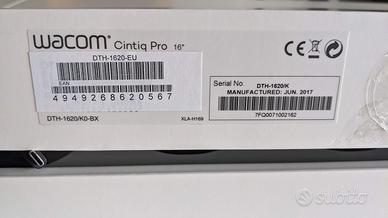 wacom Cintiq Pro 16"
DTH-1620-EU
EAN
4949268620567
DTH-1620/K0-BX
XLA-H169
CE
Serial No.
DTH-1620/K
MANUFACTURED: JUN. 2017
7FQ0071002162
subito